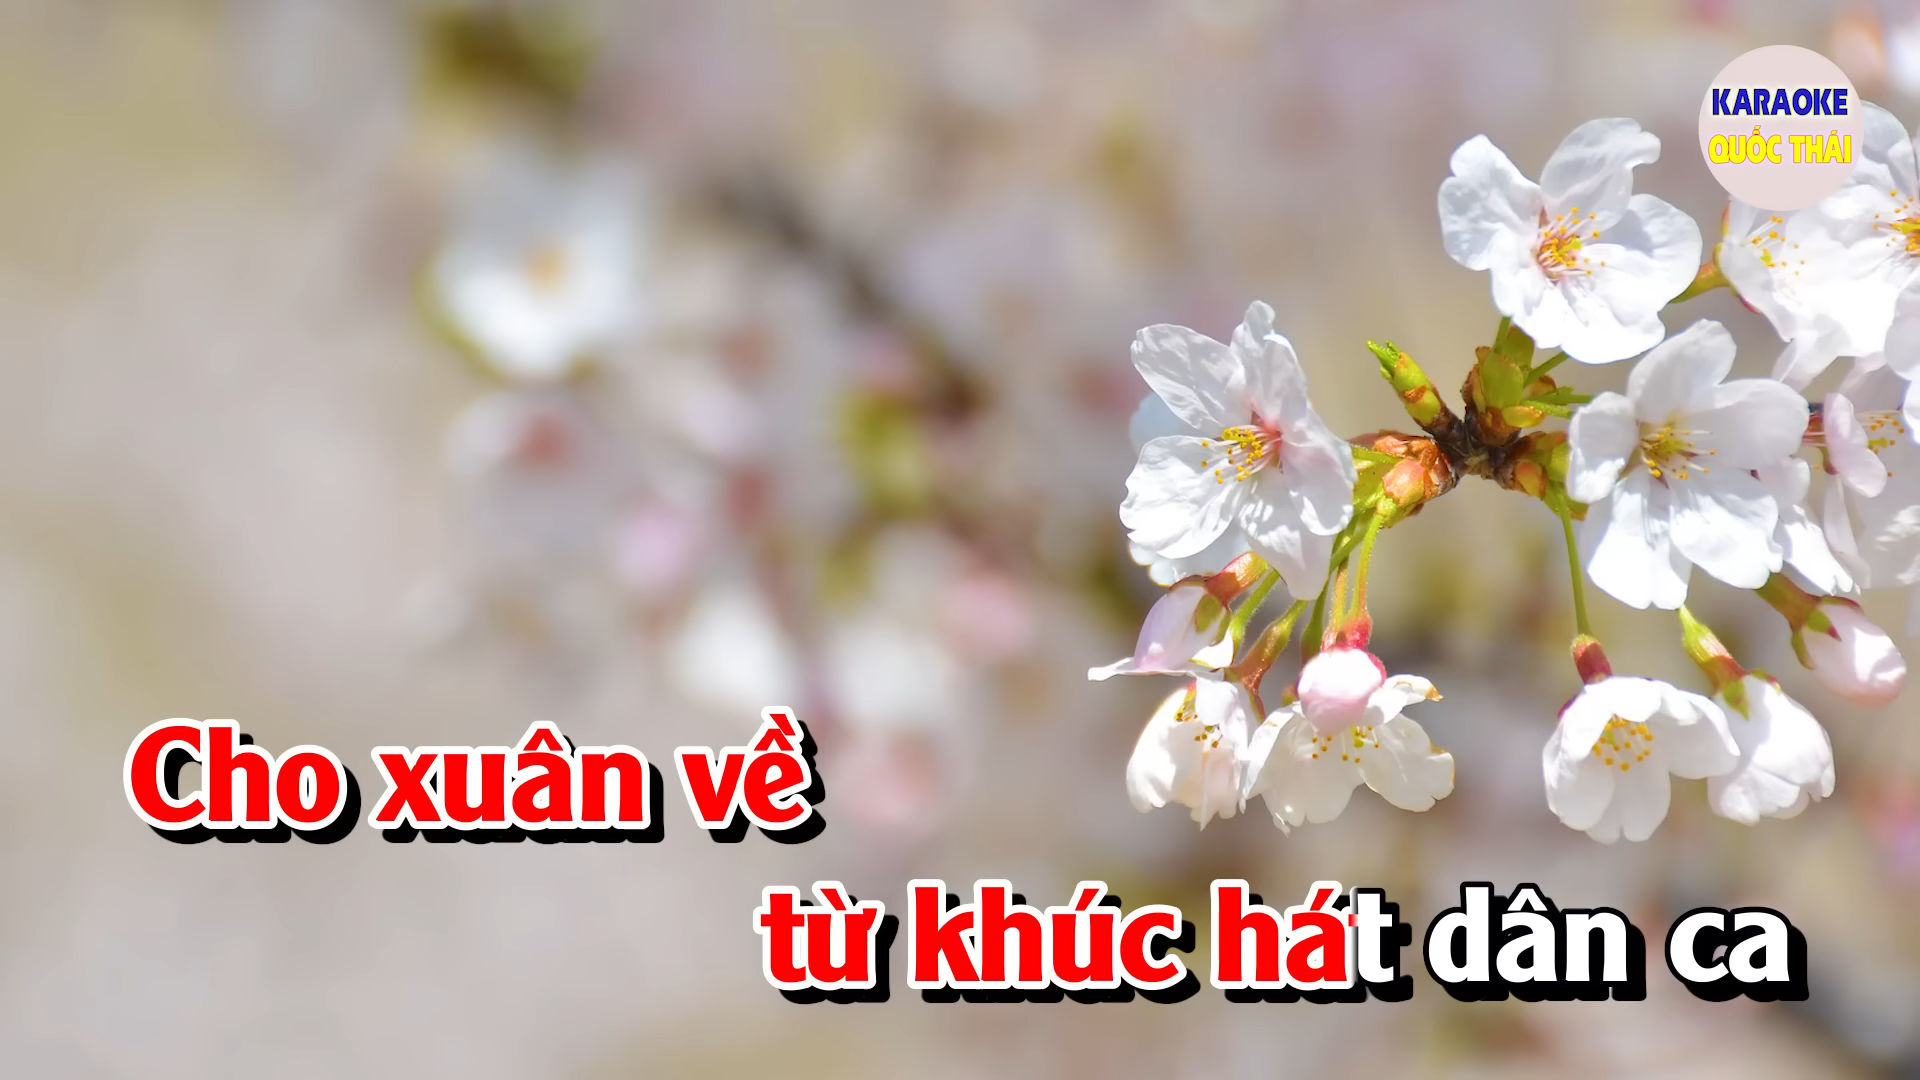 KARAOKE
QUỐC THÁI
Cho xuân về
từ khúc hát dân ca